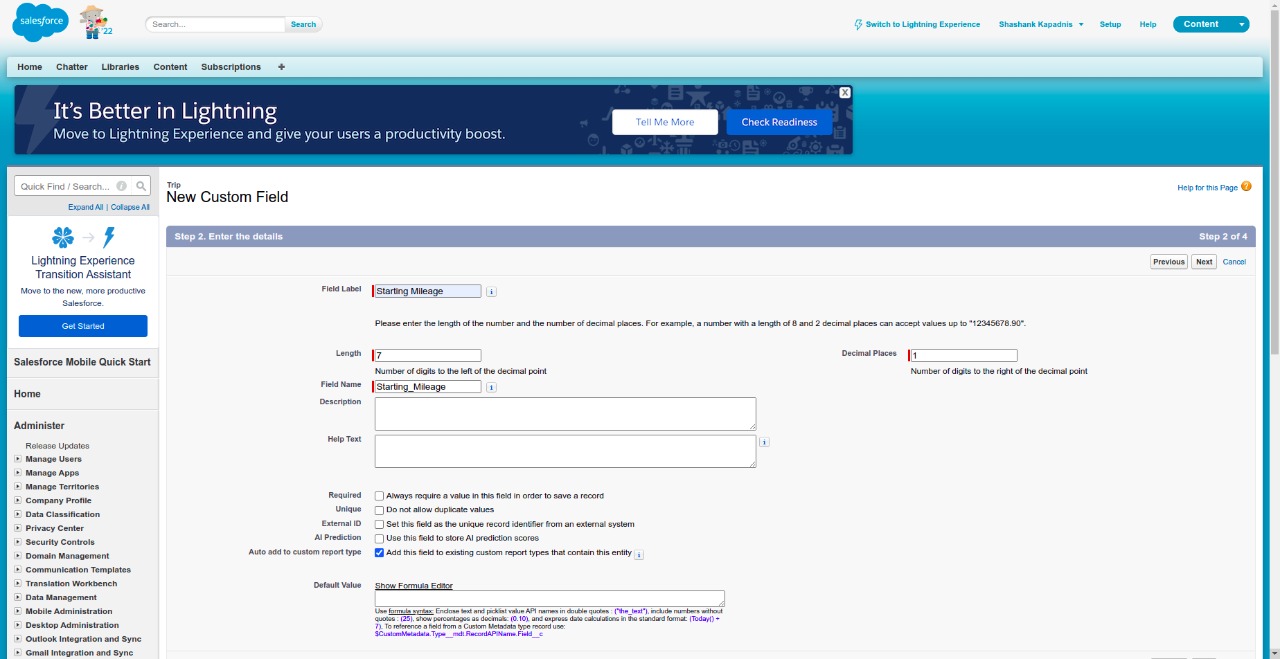 salesforce
'22
Search...
Search
Switch to Lightning Experience
Shashank Kapadnis
Setup
Help
Content
Home Chatter Libraries Content Subscriptions +
It's Better in Lightning
Move to Lightning Experience and give your users a productivity boost.
Tell Me More
Check Readiness
X
Quick Find / Search...
Expand All | Collapse All
Lightning Experience
Transition Assistant
Move to the new, more productive
Salesforce.
Get Started
Salesforce Mobile Quick Start
Home
Administer
Release Updates
Manage Users
Manage Apps
Manage Territories
Company Profile
Data Classification
Privacy Center
Security Controls
Domain Management
Communication Templates
Translation Workbench
Data Management
Mobile Administration
Desktop Administration
Outlook Integration and Sync
Gmail Integration and Sync
Trip
New Custom Field
Help for this Page ?
Step 2. Enter the details
Step 2 of 4
Previous Next Cancel
Field Label Starting Mileage i
Please enter the length of the number and the number of decimal places. For example, a number with a length of 8 and 2 decimal places can accept values up to "12345678.90".
Length 7
Number of digits to the left of the decimal point
Decimal Places 1
Number of digits to the right of the decimal point
Field Name Starting_Mileage i
Description
Help Text i
Required Always require a value in this field in order to save a record
Unique Do not allow duplicate values
External ID Set this field as the unique record identifier from an external system
AI Prediction Use this field to store AI prediction scores
Auto add to custom report type Add this field to existing custom report types that contain this entity i
Default Value Show Formula Editor
Use formula syntax: Enclose text and picklist value API names in double quotes : ("the_text"), include numbers without
quotes : (25), show percentages as decimals: (0.10), and express date calculations in the standard format: (Today() +
7). To reference a field from a Custom Metadata type record use:
$CustomMetadata.Type__mdt.RecordAPIName.Field__c